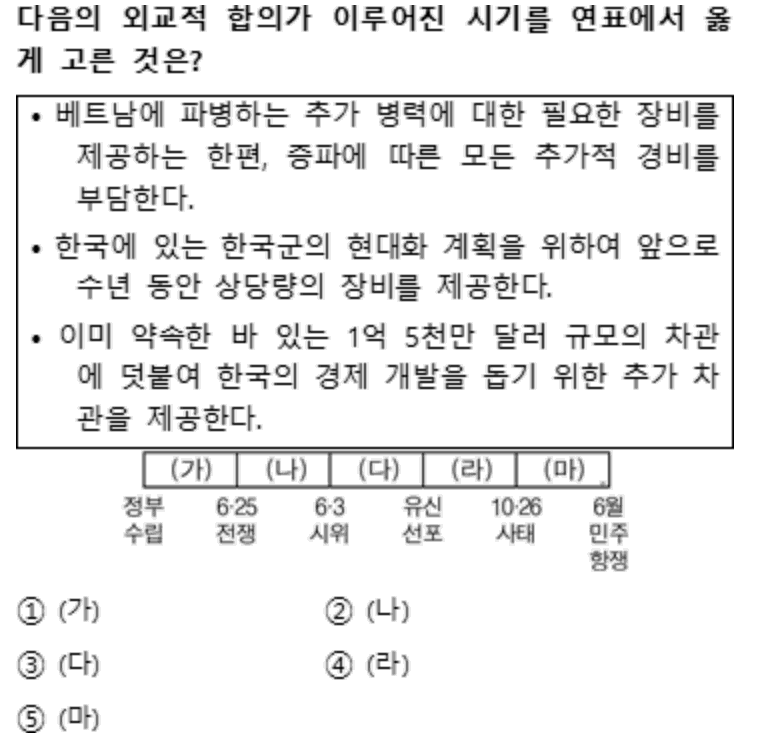 다음의 외교적 합의가 이루어진 시기를 연표에서 옳
게 고른 것은?
• 베트남에 파병하는 추가 병력에 대한 필요한 장비를
제공하는 한편, 증파에 따른 모든 추가적 경비를
부담한다.
• 한국에 있는 한국군의 현대화 계획을 위하여 앞으로
수년 동안 상당량의 장비를 제공한다.
• 이미 약속한 바 있는 1억 5천만 달러 규모의 차관
에 덧붙여 한국의 경제 개발을 돕기 위한 추가 차
관을 제공한다.
(가) (나) (다) (라) (마)
정부 6·25 6·3 유신 10·26 6월
수립 전쟁 시위 선포 사태 민주
항쟁
① (가) ② (나)
③ (다) ④ (라)
⑤ (마)